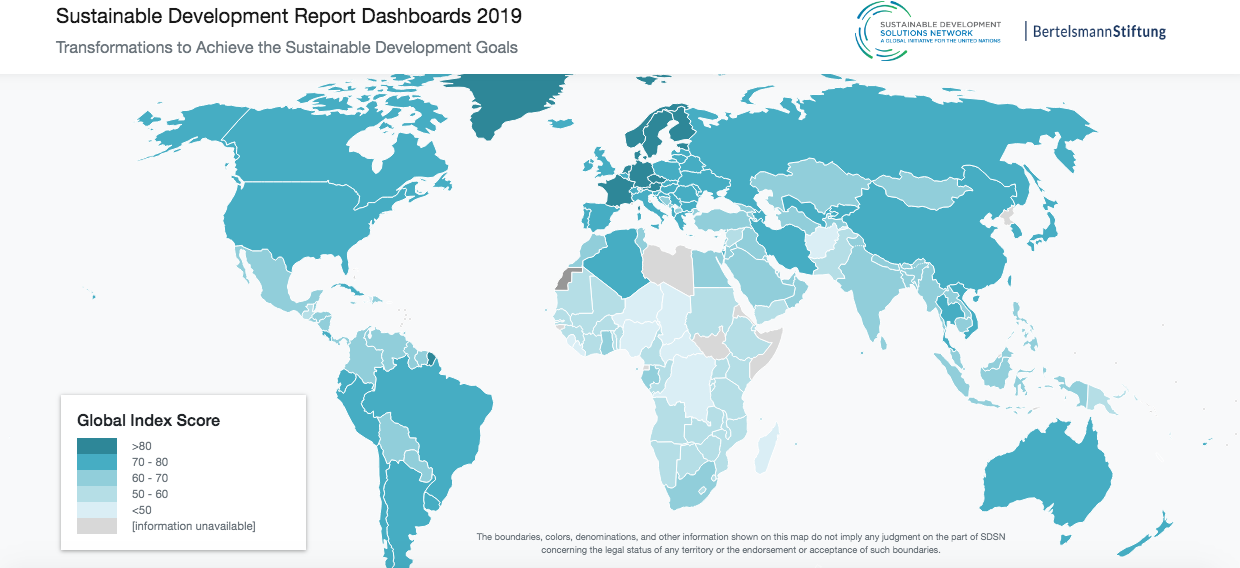 Sustainable Development Report Dashboards 2019
Transformations to Achieve the Sustainable Development Goals
SUSTAINABLE DEVELOPMENT
SOLUTIONS NETWORK
A GLOBAL INITIATIVE FOR THE UNITED NATIONS
BertelsmannStiftung
Global Index Score
>80
70 - 80
60 - 70
50 - 60
<50
[information unavailable]
The boundaries, colors, denominations, and other information shown on this map do not imply any judgment on the part of SDSN
concerning the legal status of any territory or the endorsement or acceptance of such boundaries.